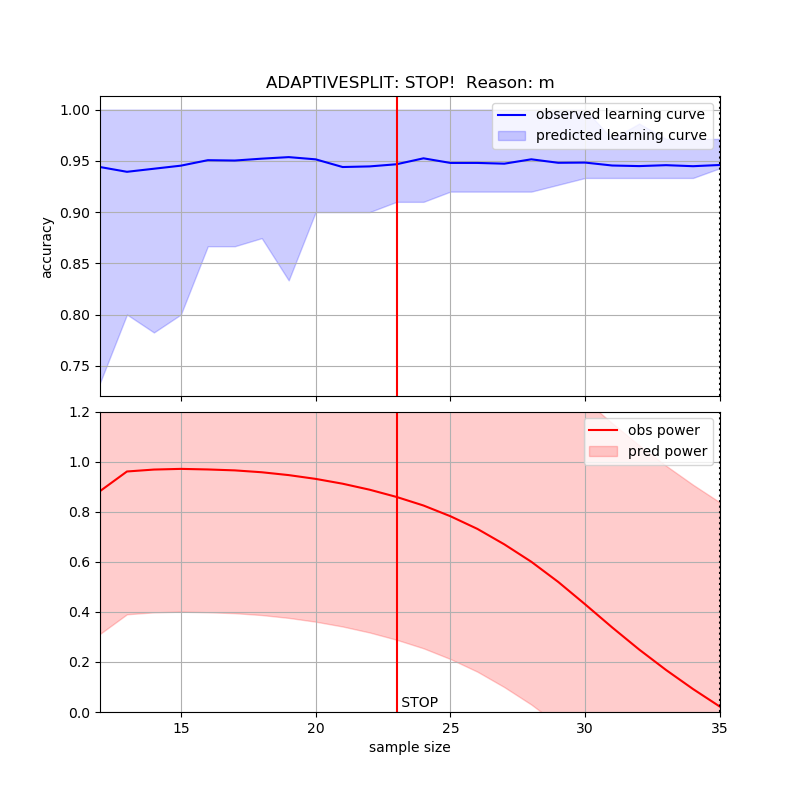 ADAPTIVESPLIT: STOP!  Reason: m
1.00
0.95
0.90
0.85
0.80
0.75
accuracy
observed learning curve
predicted learning curve
1.2
1.0
0.8
0.6
0.4
0.2
0.0
obs power
pred power
STOP
15 20 25 30 35
sample size